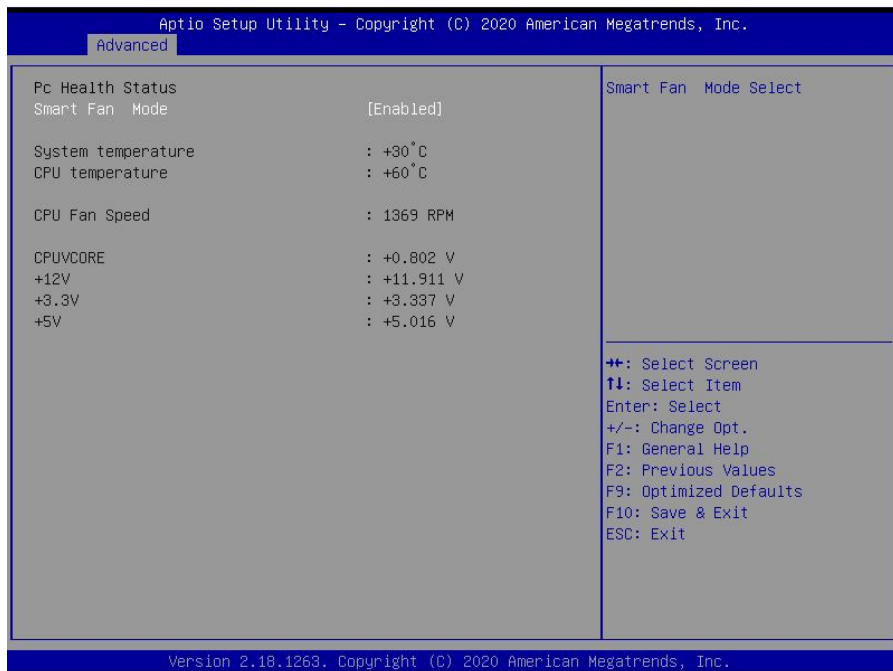 Aptio Setup Utility – Copyright (C) 2020 American Megatrends, Inc.
Advanced
Pc Health Status
Smart Fan  Mode [Enabled]
System temperature : +30°C
CPU temperature : +60°C
CPU Fan Speed : 1369 RPM
CPUVCORE : +0.802 V
+12V : +11.911 V
+3.3V : +3.337 V
+5V : +5.016 V
Smart Fan  Mode Select
→←: Select Screen
↑↓: Select Item
Enter: Select
+/-: Change Opt.
F1: General Help
F2: Previous Values
F9: Optimized Defaults
F10: Save & Exit
ESC: Exit
Version 2.18.1263. Copyright (C) 2020 American Megatrends, Inc.